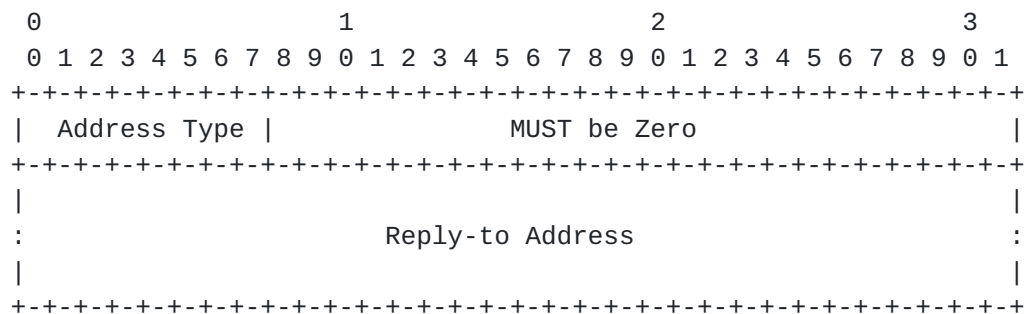 0                   1                   2                   3
 0 1 2 3 4 5 6 7 8 9 0 1 2 3 4 5 6 7 8 9 0 1 2 3 4 5 6 7 8 9 0 1
+-+-+-+-+-+-+-+-+-+-+-+-+-+-+-+-+-+-+-+-+-+-+-+-+-+-+-+-+-+-+-+-+
|  Address Type |               MUST be Zero                    |
+-+-+-+-+-+-+-+-+-+-+-+-+-+-+-+-+-+-+-+-+-+-+-+-+-+-+-+-+-+-+-+-+
|                                                               |
:                       Reply-to Address                        :
|                                                               |
+-+-+-+-+-+-+-+-+-+-+-+-+-+-+-+-+-+-+-+-+-+-+-+-+-+-+-+-+-+-+-+-+